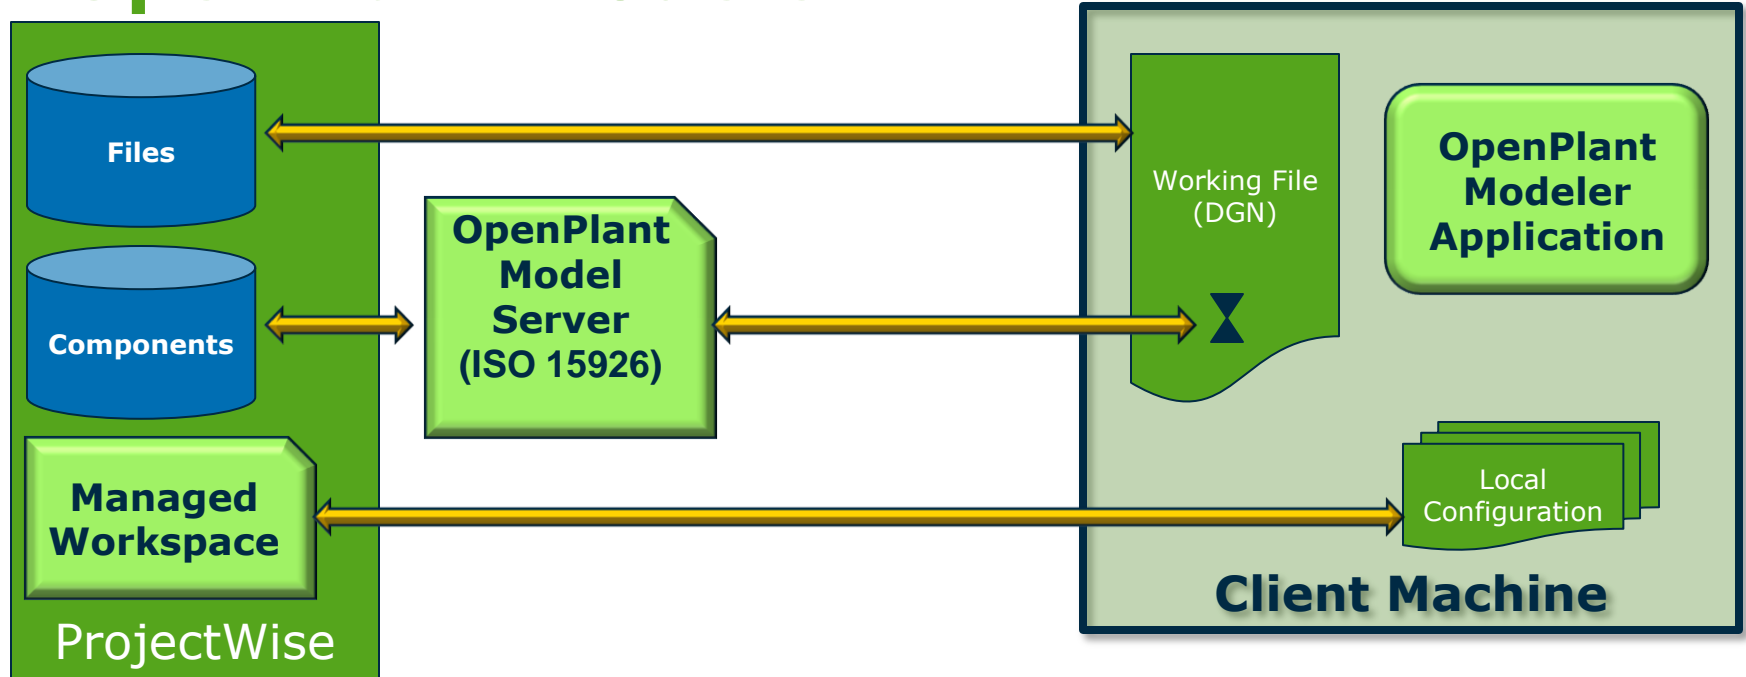 Files
Components
Managed
Workspace
ProjectWise
OpenPlant
Model
Server
(ISO 15926)
Working File
(DGN)
OpenPlant
Modeler
Application
Local
Configuration
Client Machine